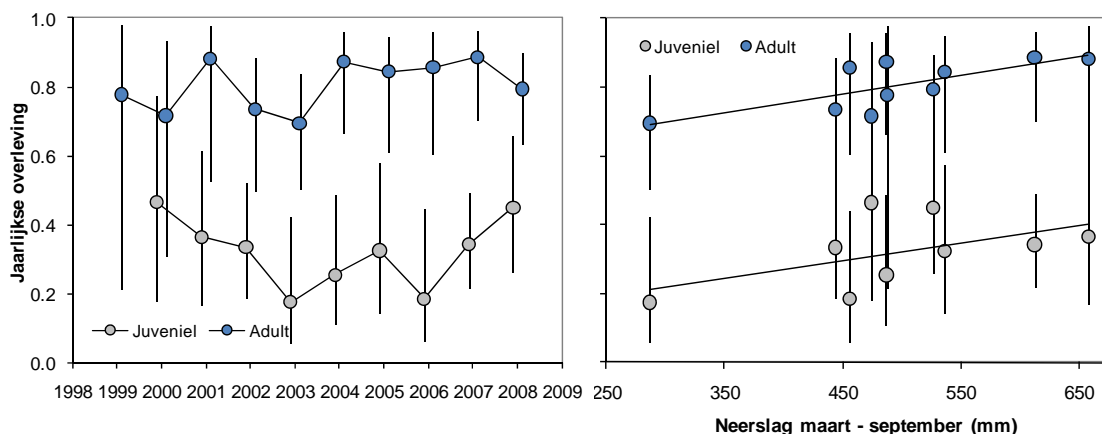 Jaarlijkse overleving
1.0
0.8
0.6
0.4
0.2
0.0
Juveniel Adult
1998 1999 2000 2001 2002 2003 2004 2005 2006 2007 2008 2009
Juveniel Adult
250 350 450 550 650
Neerslag maart - september (mm)